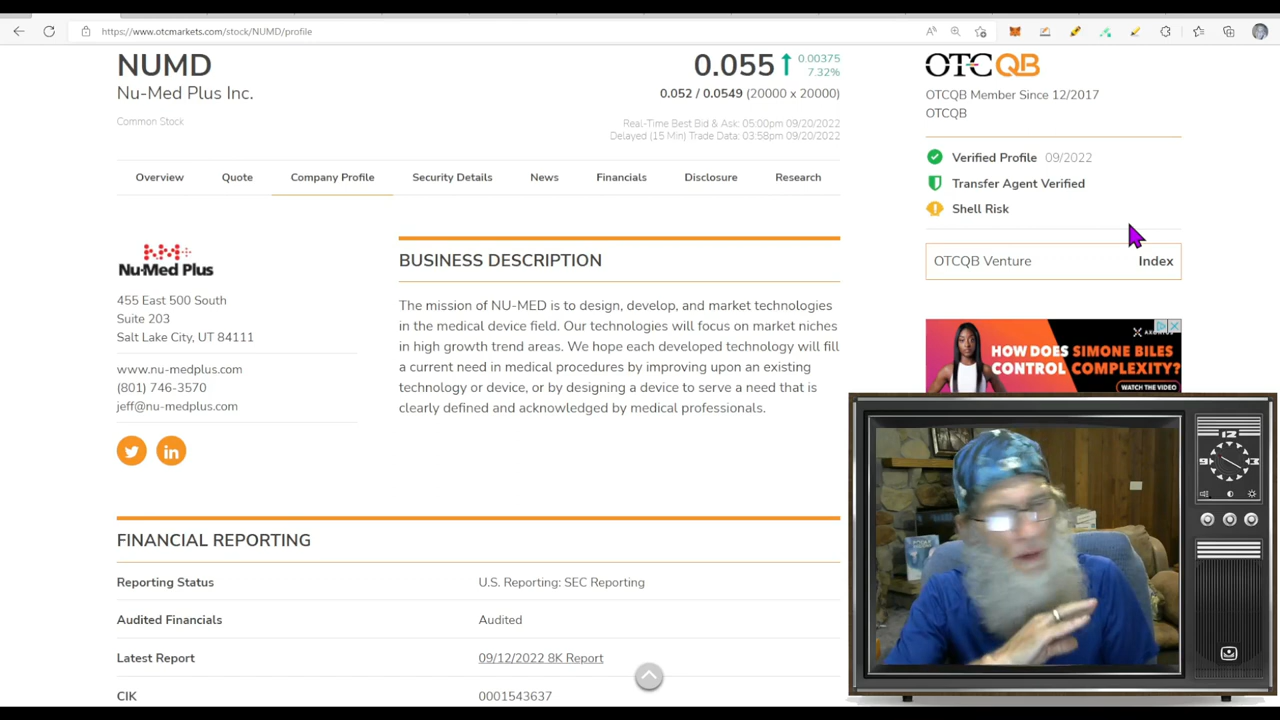 https://www.otcmarkets.com/stock/NUMD/profile
NUMD
Nu-Med Plus Inc.
Common Stock
0.055
0.00375
7.32%
0.052 / 0.0549 (20000 x 20000)
Real-Time Best Bid & Ask: 05:00pm 09/20/2022
Delayed (15 Min) Trade Data: 03:58pm 09/20/2022
OTCQB
OTCQB Member Since 12/2017
OTCQB
Verified Profile 09/2022
Transfer Agent Verified
Shell Risk
OTCQB Venture Index
Overview
Quote
Company Profile
Security Details
News
Financials
Disclosure
Research
Nu-Med Plus
455 East 500 South
Suite 203
Salt Lake City, UT 84111
www.nu-medplus.com
(801) 746-3570
jeff@nu-medplus.com
BUSINESS DESCRIPTION
The mission of NU-MED is to design, develop, and market technologies
in the medical device field. Our technologies will focus on market niches
in high growth trend areas. We hope each developed technology will fill
a current need in medical procedures by improving upon an existing
technology or device, or by designing a device to serve a need that is
clearly defined and acknowledged by medical professionals.
HOW DOES SIMONE BILES
CONTROL COMPLEXITY?
WATCH THE VIDEO
FINANCIAL REPORTING
Reporting Status
U.S. Reporting: SEC Reporting
Audited Financials
Audited
Latest Report
09/12/2022 8K Report
CIK
0001543637
12
9
3